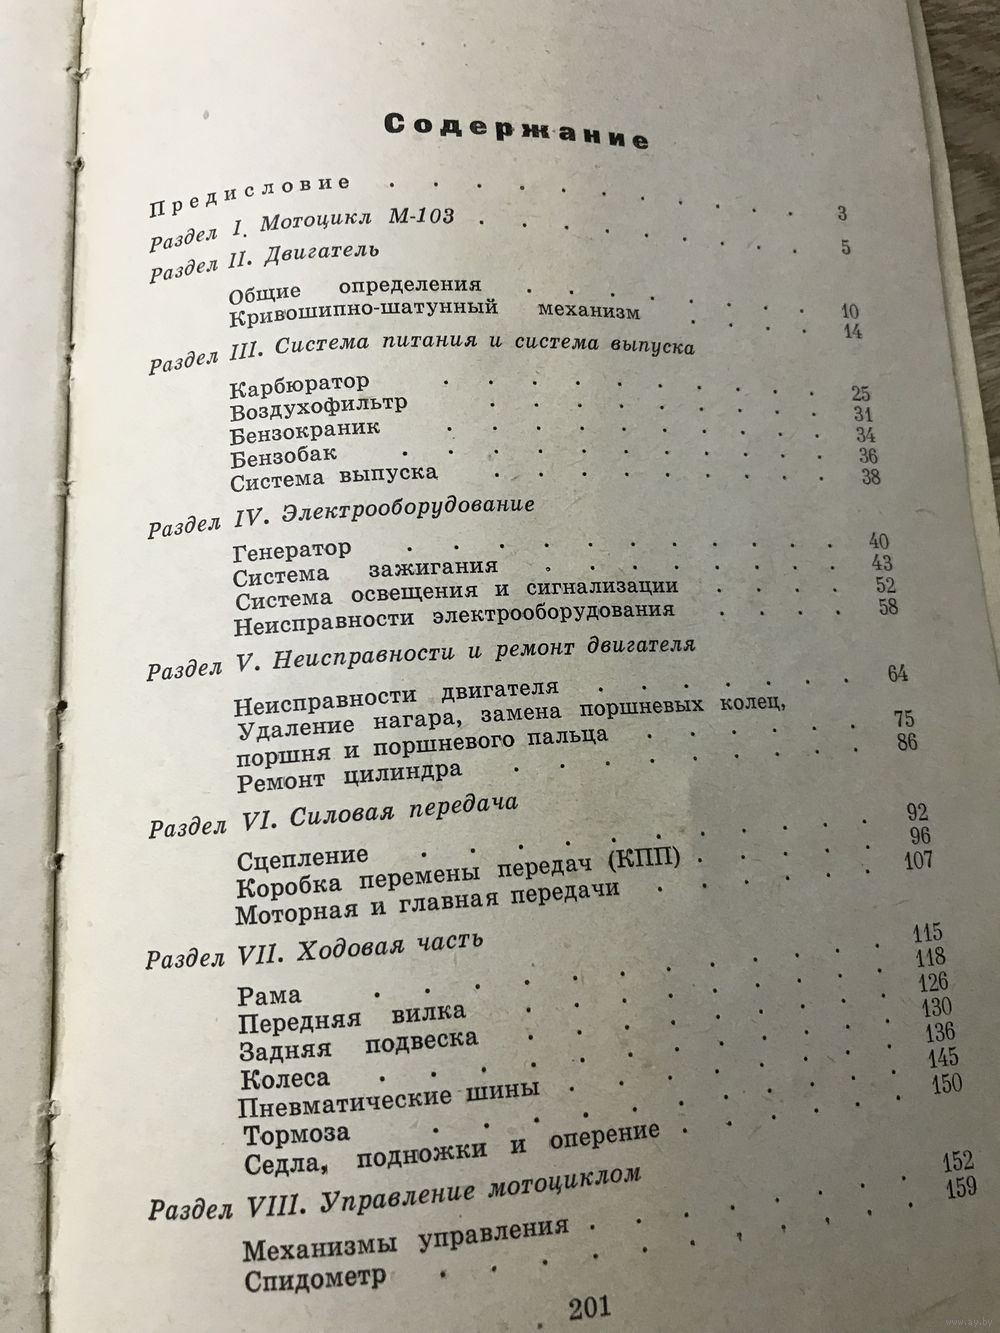 Содержание
Предисловие . . . . . . . . . . 3
Раздел I. Мотоцикл М-103 . . . . . . . . 5
Раздел II. Двигатель
Общие определения . . . . . . . 10
Кривошипно-шатунный механизм . . . . 14
Раздел III. Система питания и система выпуска
Карбюратор . . . . . . . . . 25
Воздухофильтр . . . . . . . . 31
Бензокраник . . . . . . . . . 34
Бензобак . . . . . . . . . . 36
Система выпуска . . . . . . . . 38
Раздел IV. Электрооборудование
Генератор . . . . . . . . . . 40
Система зажигания . . . . . . . 43
Система освещения и сигнализации . . . . 52
Неисправности электрооборудования . . . . 58
Раздел V. Неисправности и ремонт двигателя
Неисправности двигателя . . . . . . 64
Удаление нагара, замена поршневых колец,
поршня и поршневого пальца . . . . . 75
Ремонт цилиндра . . . . . . . 86
Раздел VI. Силовая передача
Сцепление . . . . . . . . . . 92
Коробка перемены передач (КПП) . . . . . 96
Моторная и главная передачи . . . . . . 107
Раздел VII. Ходовая часть
Рама . . . . . . . . . . . . 115
Передняя вилка . . . . . . . . . 118
Задняя подвеска . . . . . . . . . 126
Колеса . . . . . . . . . . . . 130
Пневматические шины . . . . . . . 136
Тормоза . . . . . . . . . . . 145
Седла, подножки и оперение . . . . . . 150
Раздел VIII. Управление мотоциклом
Механизмы управления . . . . . . . . 152
Спидометр . . . . . . . . . . . 159
201
www.ay.by